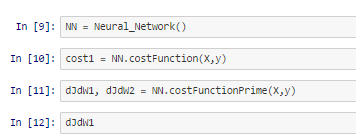 In [9]: NN = Neural_Network()
In [10]: cost1 = NN.costFunction(X,y)
In [11]: dJdW1, dJdW2 = NN.costFunctionPrime(X,y)
In [12]: dJdW1